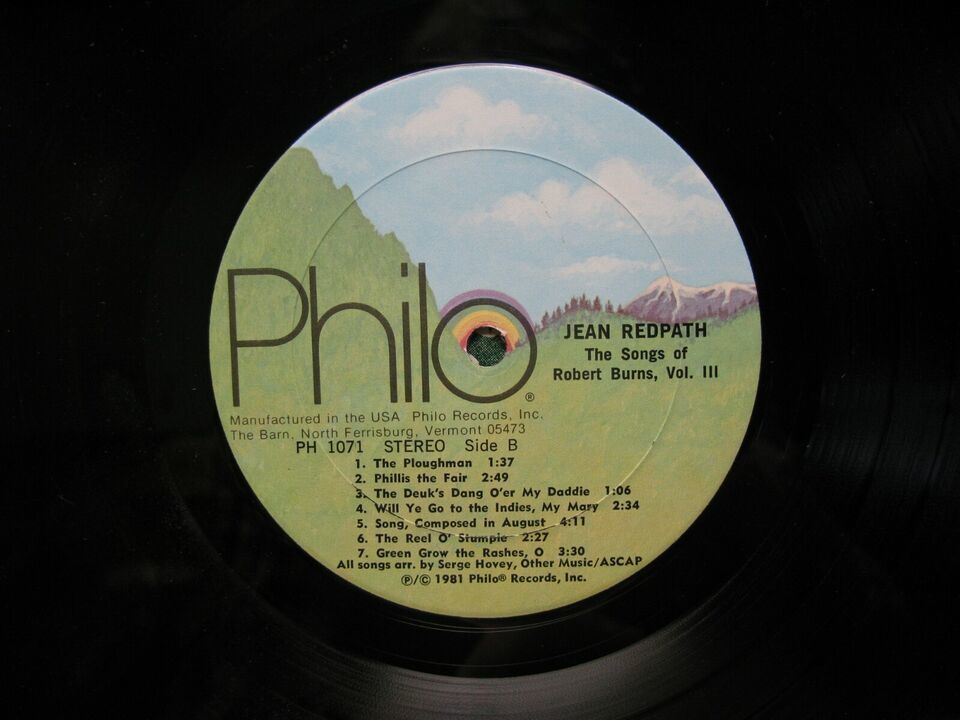 Philo®
JEAN REDPATH
The Songs of
Robert Burns, Vol. III
Manufactured in the USA Philo Records, Inc.
The Barn, North Ferrisburg, Vermont 05473
PH 1071 STEREO Side B
1. The Ploughman 1:37
2. Phillis the Fair 2:49
3. The Deuk's Dang O'er My Daddie 1:06
4. Will Ye Go to the Indies, My Mary 2:34
5. Song, Composed in August 4:11
6. The Reel O' Stumpie 2:27
7. Green Grow the Rashes, O 3:30
All songs arr. by Serge Hovey, Other Music/ASCAP
℗/© 1981 Philo® Records, Inc.